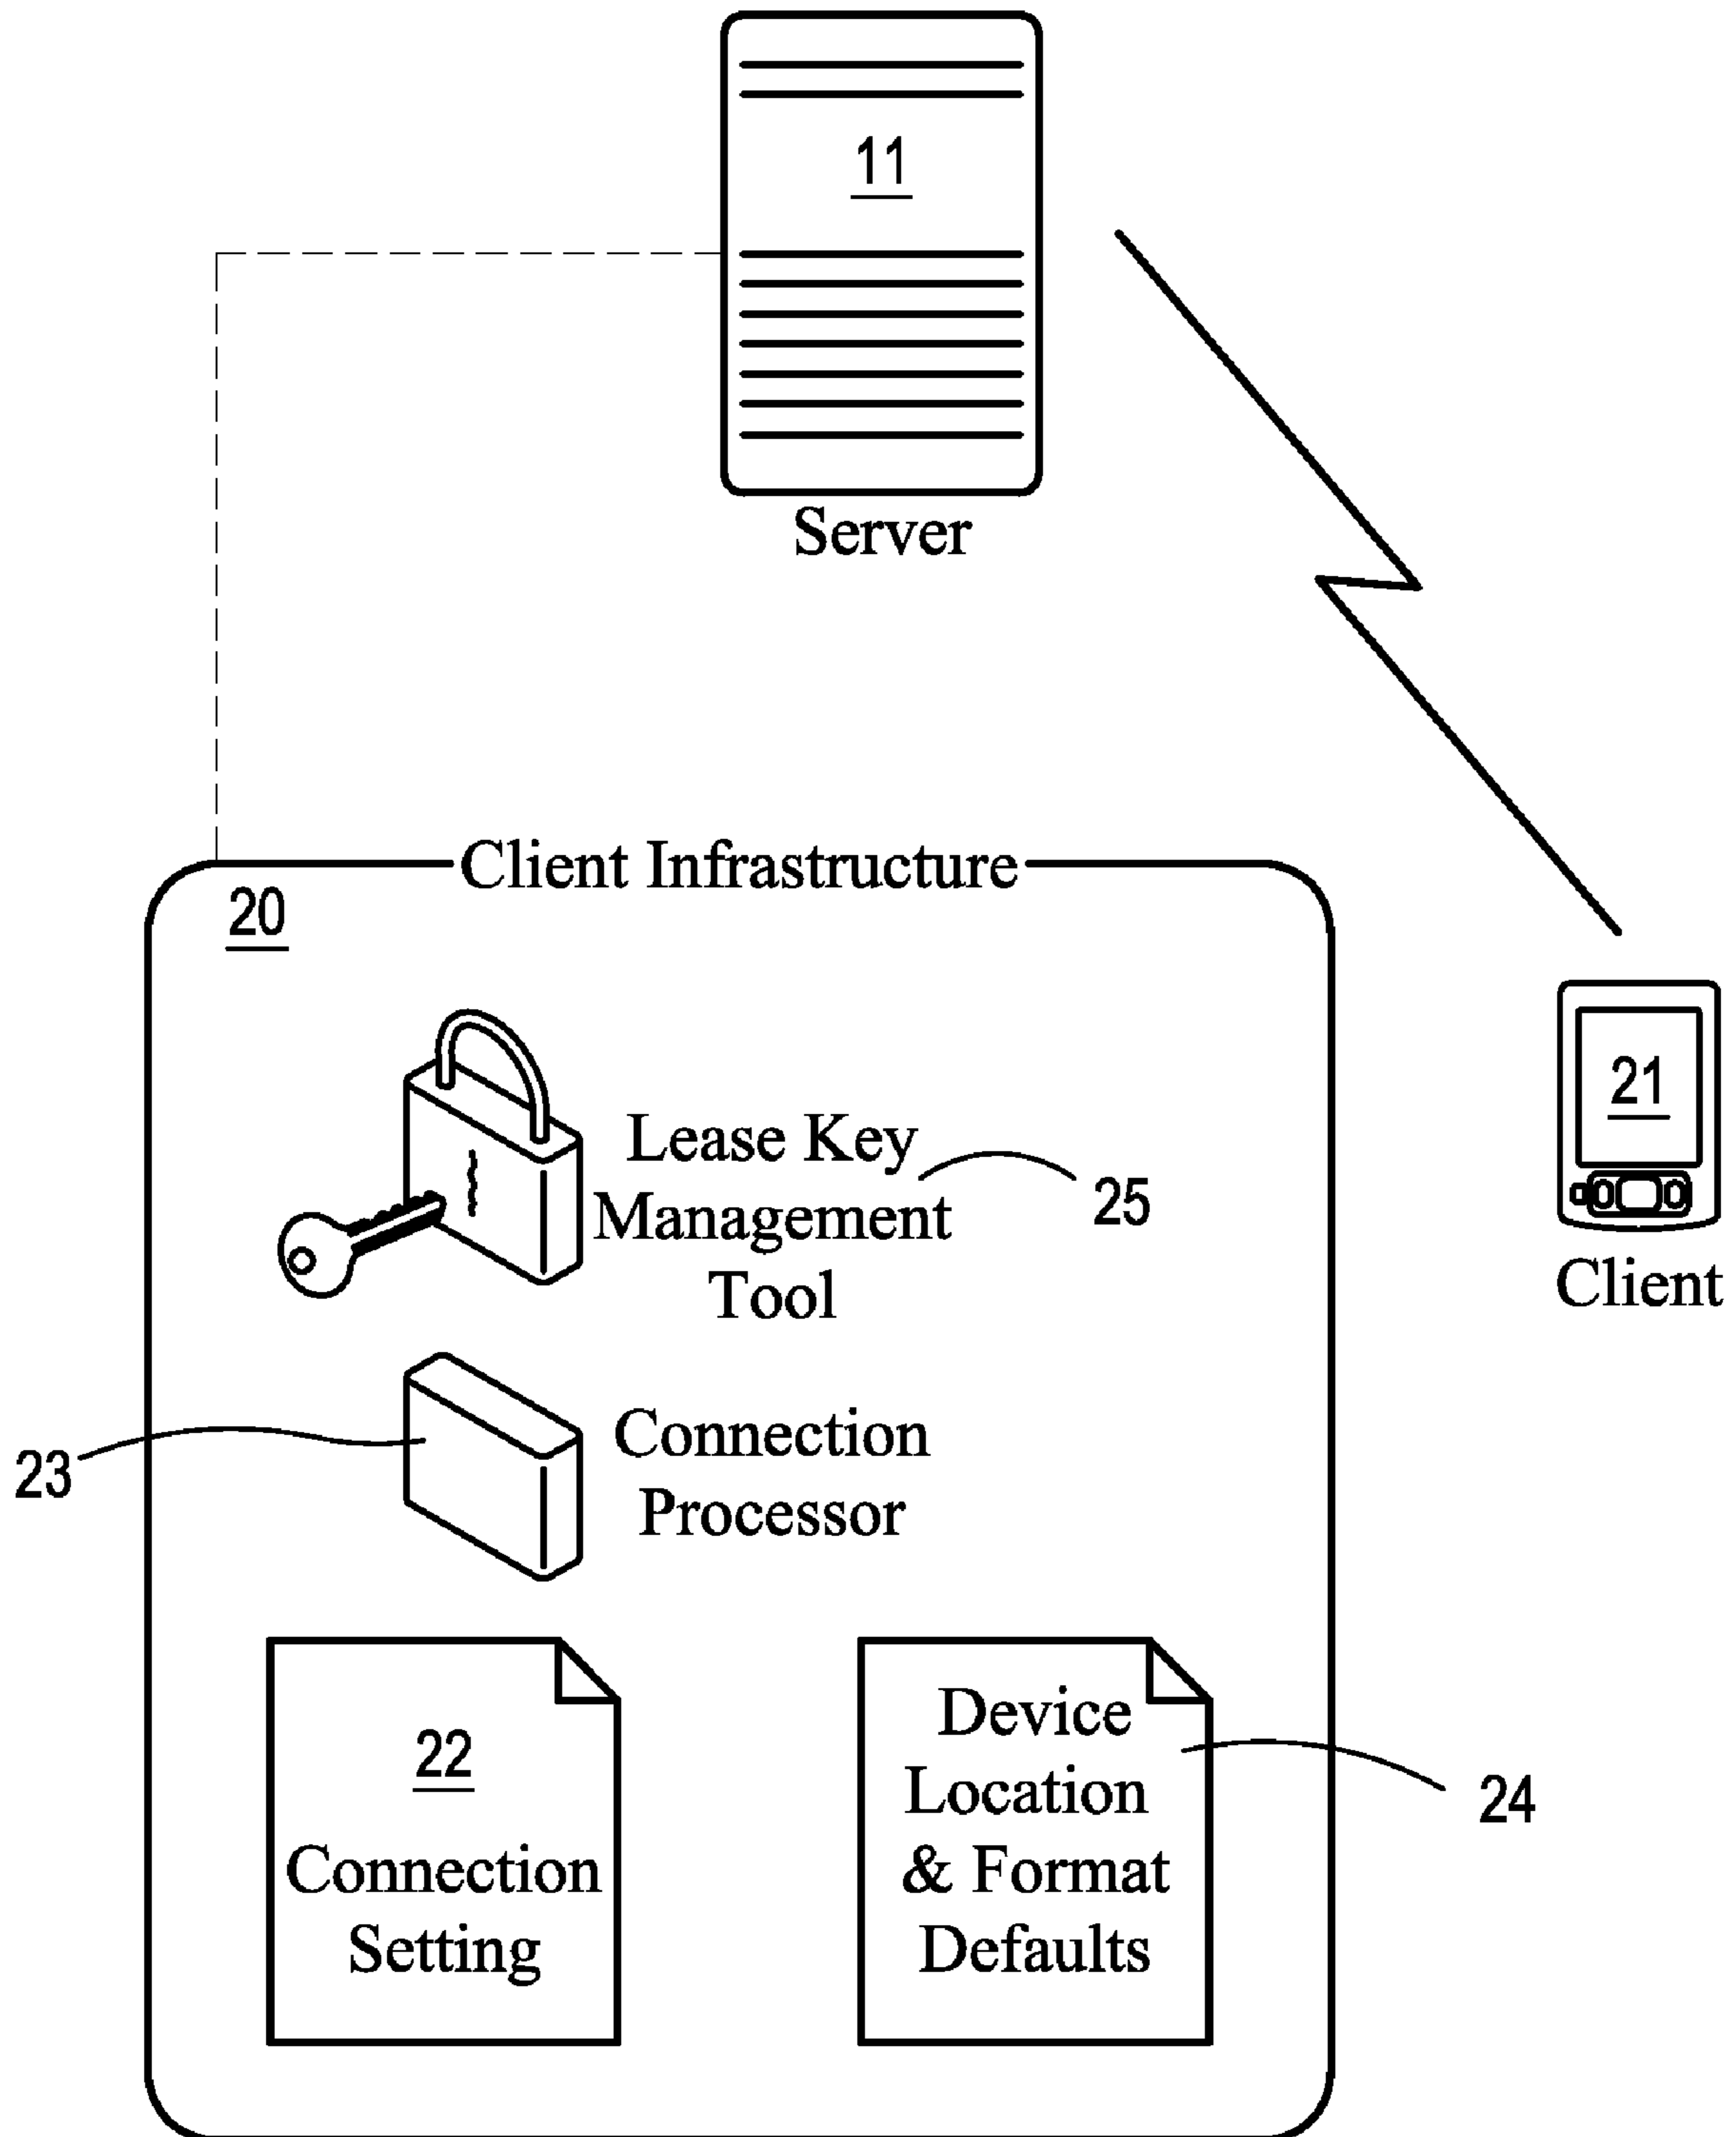 11
Server
Client Infrastructure
20
21
Client
Lease Key
Management
Tool
25
23
Connection
Processor
22
Connection
Setting
Device
Location
& Format
Defaults
24